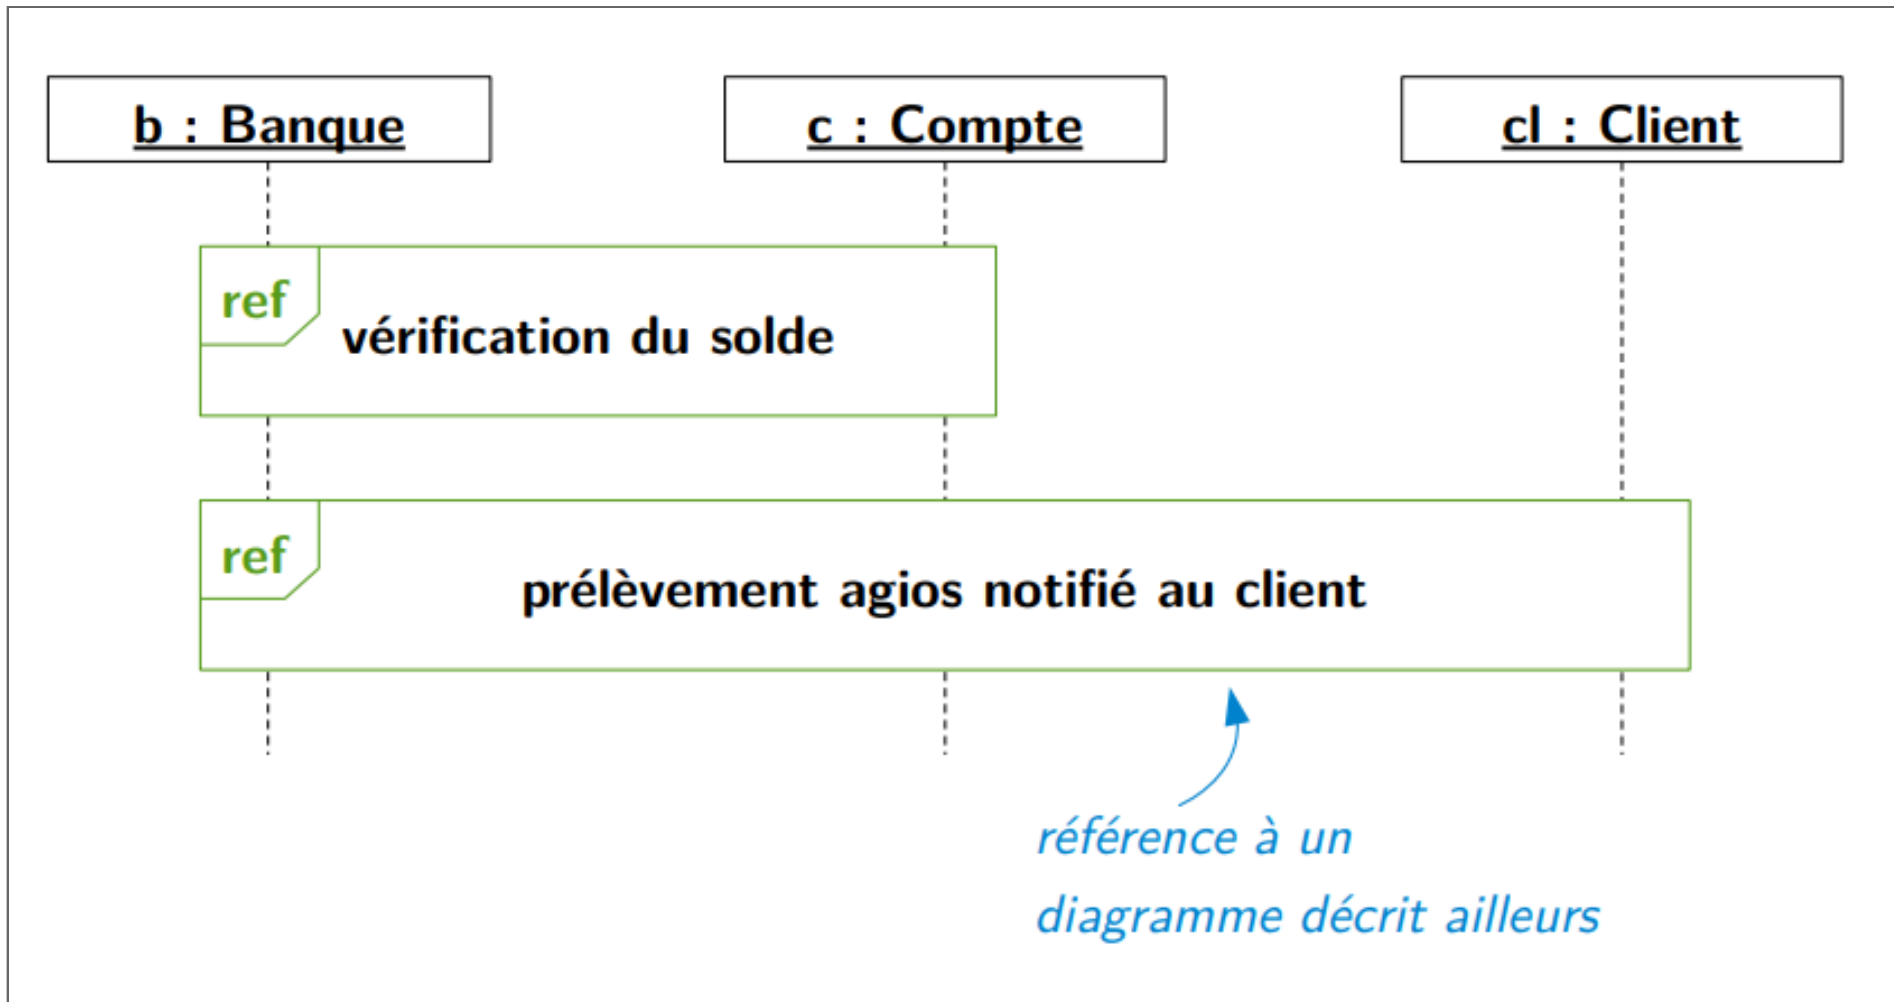 b : Banque
c : Compte
cl : Client
ref
vérification du solde
ref
prélèvement agios notifié au client
référence à un
diagramme décrit ailleurs